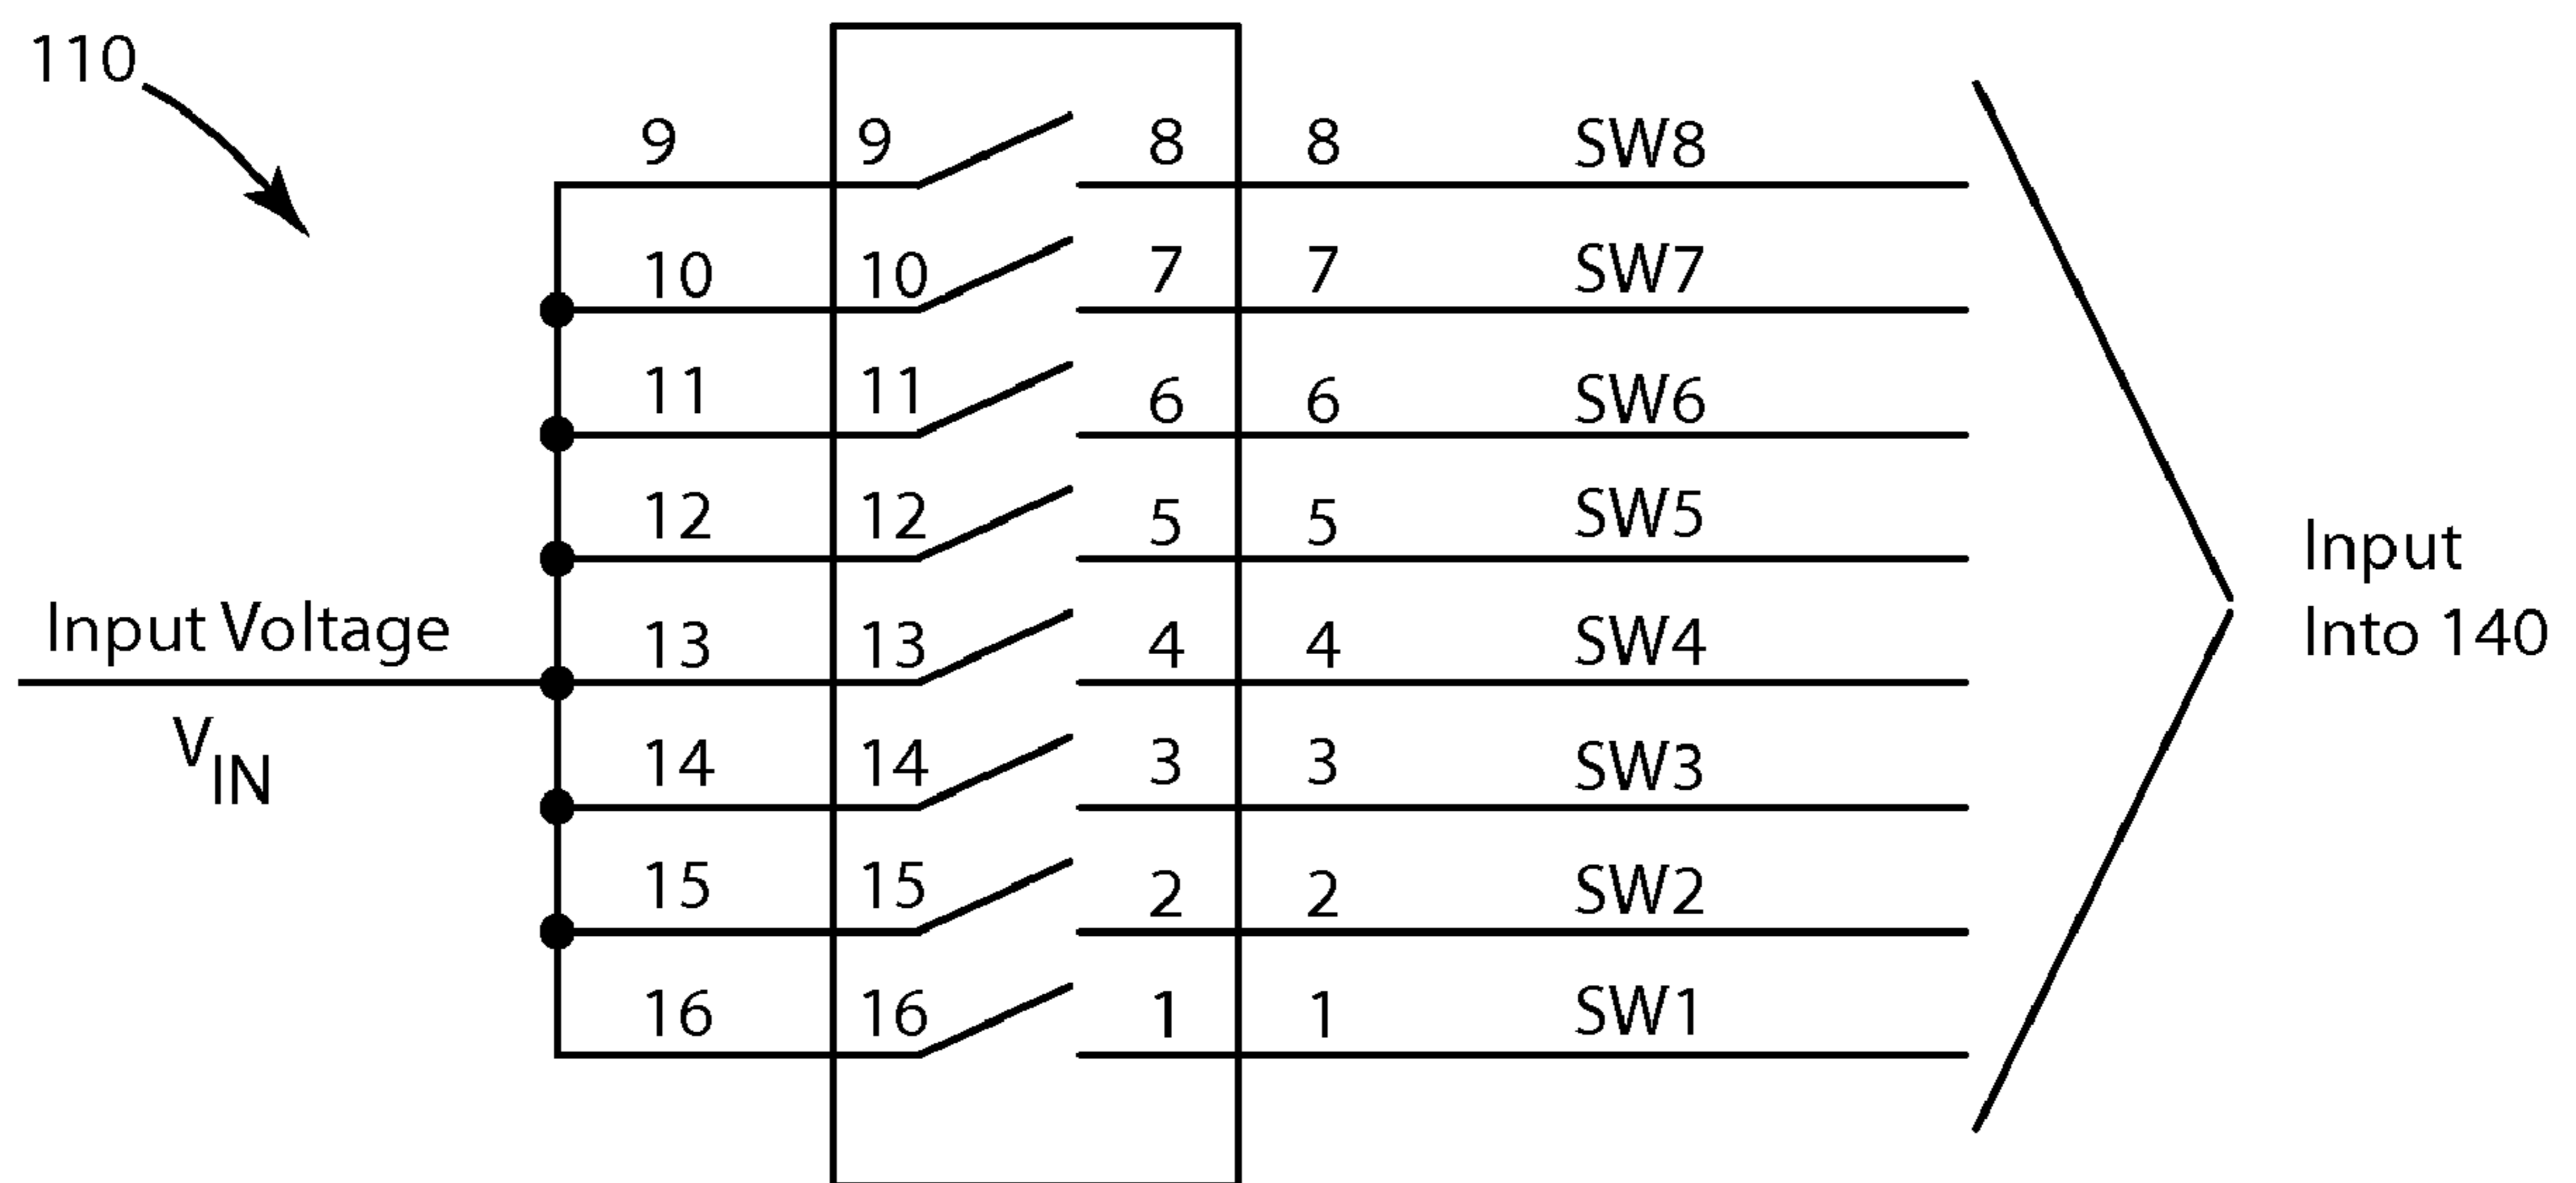 110
9 9 8 8 SW8
10 10 7 7 SW7
11 11 6 6 SW6
12 12 5 5 SW5
Input
Into 140
Input Voltage
13 13 4 4 SW4
VIN
14 14 3 3 SW3
15 15 2 2 SW2
16 16 1 1 SW1